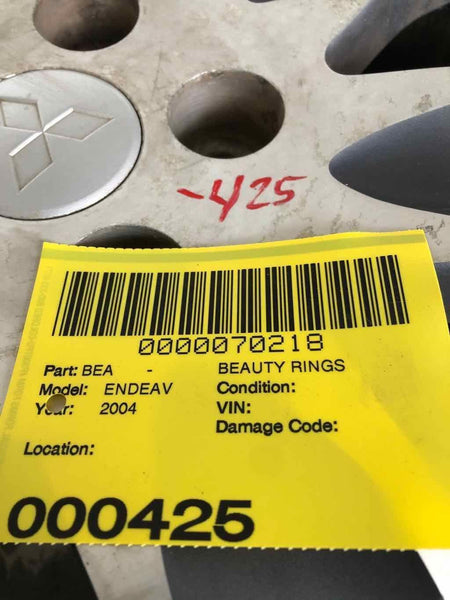 -425
0000070218
Part: BEA - BEAUTY RINGS
Model: ENDEAV Condition:
Year: 2004 VIN:
Damage Code:
Location:
000425